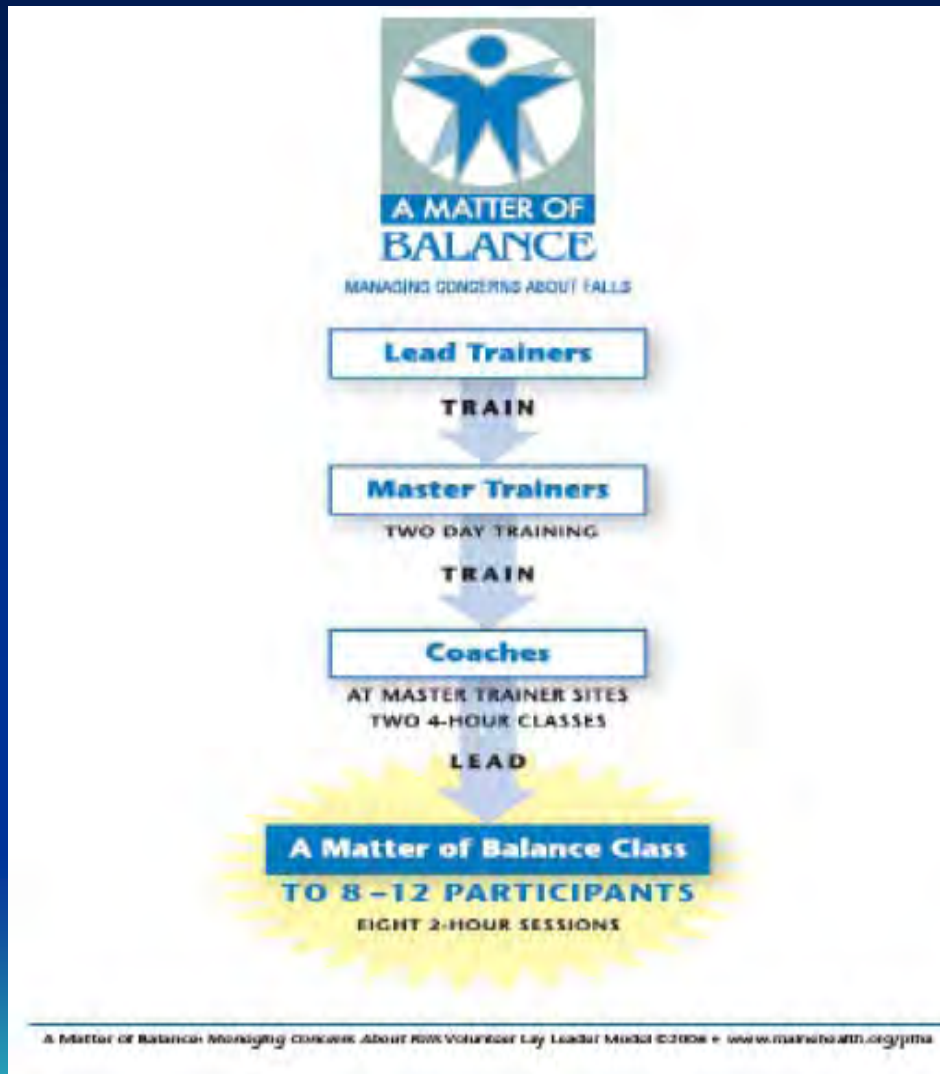 A MATTER OF
BALANCE
MANAGING CONCERNS ABOUT FALLS
Lead Trainers
TRAIN
Master Trainers
TWO DAY TRAINING
TRAIN
Coaches
AT MASTER TRAINER SITES
TWO 4-HOUR CLASSES
LEAD
A Matter of Balance Class
TO 8–12 PARTICIPANTS
EIGHT 2-HOUR SESSIONS
A Matter of Balance: Managing Concerns About Falls Volunteer Lay Leader Model ©